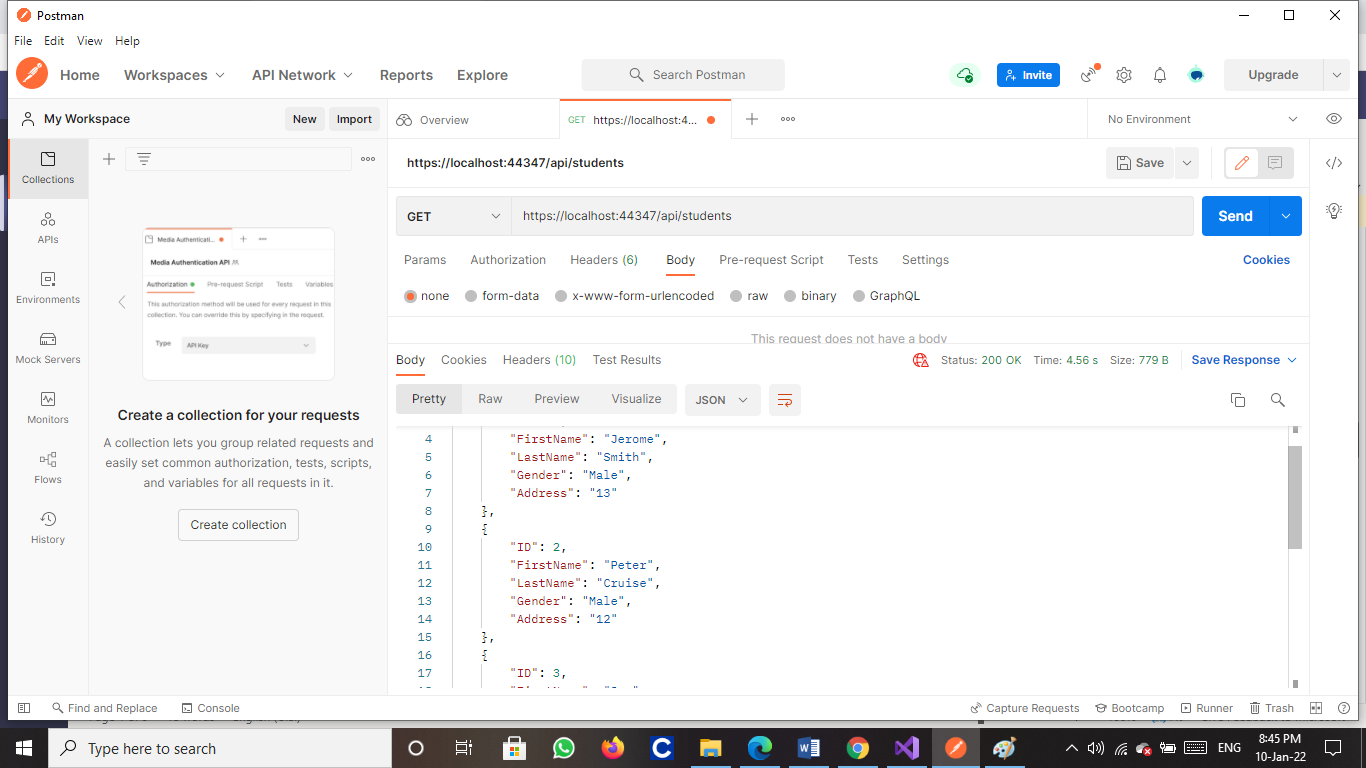 Postman
File Edit View Help
Home Workspaces API Network Reports Explore Search Postman Invite Upgrade
My Workspace New Import Overview GET https://localhost:4... No Environment
Collections
APIs
Environments
Mock Servers
Monitors
Flows
History
Media Authenticati...
Media Authentication API
Authorization Pre-request Script Tests Variables
This authorization method will be used for every request in this
collection. You can override this by specifying in the request.
Type API Key
Create a collection for your requests
A collection lets you group related requests and
easily set common authorization, tests, scripts,
and variables for all requests in it.
Create collection
https://localhost:44347/api/students Save
GET https://localhost:44347/api/students Send
Params Authorization Headers (6) Body Pre-request Script Tests Settings Cookies
none form-data x-www-form-urlencoded raw binary GraphQL
This request does not have a body
Body Cookies Headers (10) Test Results Status: 200 OK Time: 4.56 s Size: 779 B Save Response
Pretty Raw Preview Visualize JSON
4 "FirstName": "Jerome",
5 "LastName": "Smith",
6 "Gender": "Male",
7 "Address": "13"
8 },
9 {
10 "ID": 2,
11 "FirstName": "Peter",
12 "LastName": "Cruise",
13 "Gender": "Male",
14 "Address": "12"
15 },
16 {
17 "ID": 3,
Find and Replace Console Capture Requests Bootcamp Runner Trash
Type here to search ENG 8:45 PM
10-Jan-22